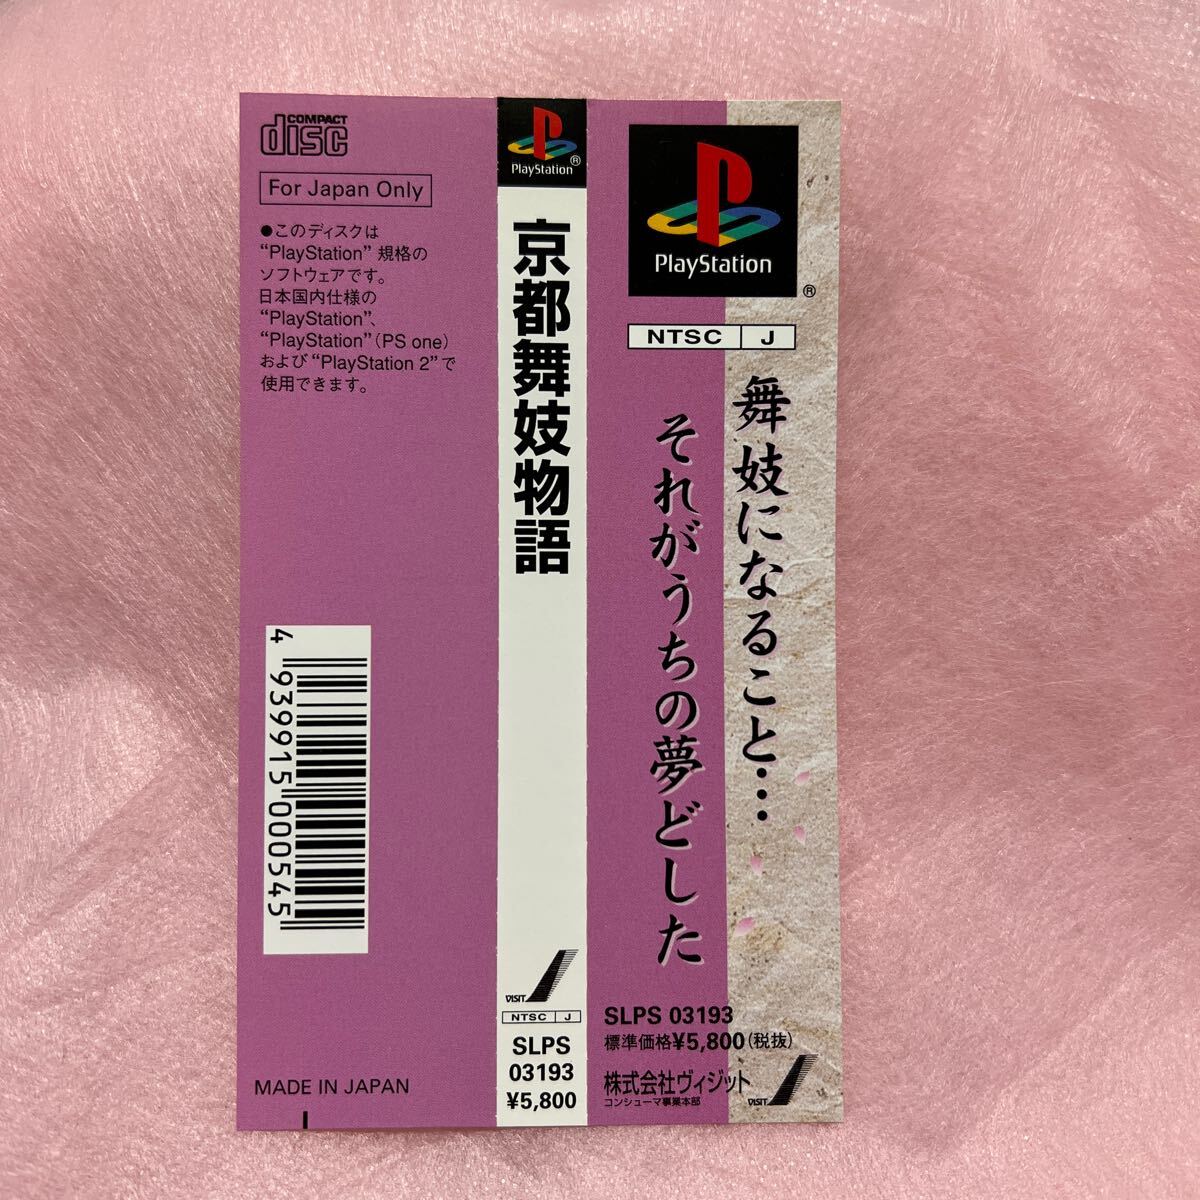 COMPACT
disc
For Japan Only
●このディスクは
“PlayStation” 規格の
ソフトウェアです。
日本国内仕様の
“PlayStation”、
“PlayStation”(PS one)
および “PlayStation 2” で
使用できます。
4 939915 000545
MADE IN JAPAN
PlayStation®
京都舞妓物語
VISIT
NTSC J
SLPS
03193
¥5,800
PlayStation
®
NTSC J
舞妓になること…
それがうちの夢どした
SLPS 03193
標準価格¥5,800(税抜)
株式会社ヴィジット
コンシューマ事業本部
VISIT